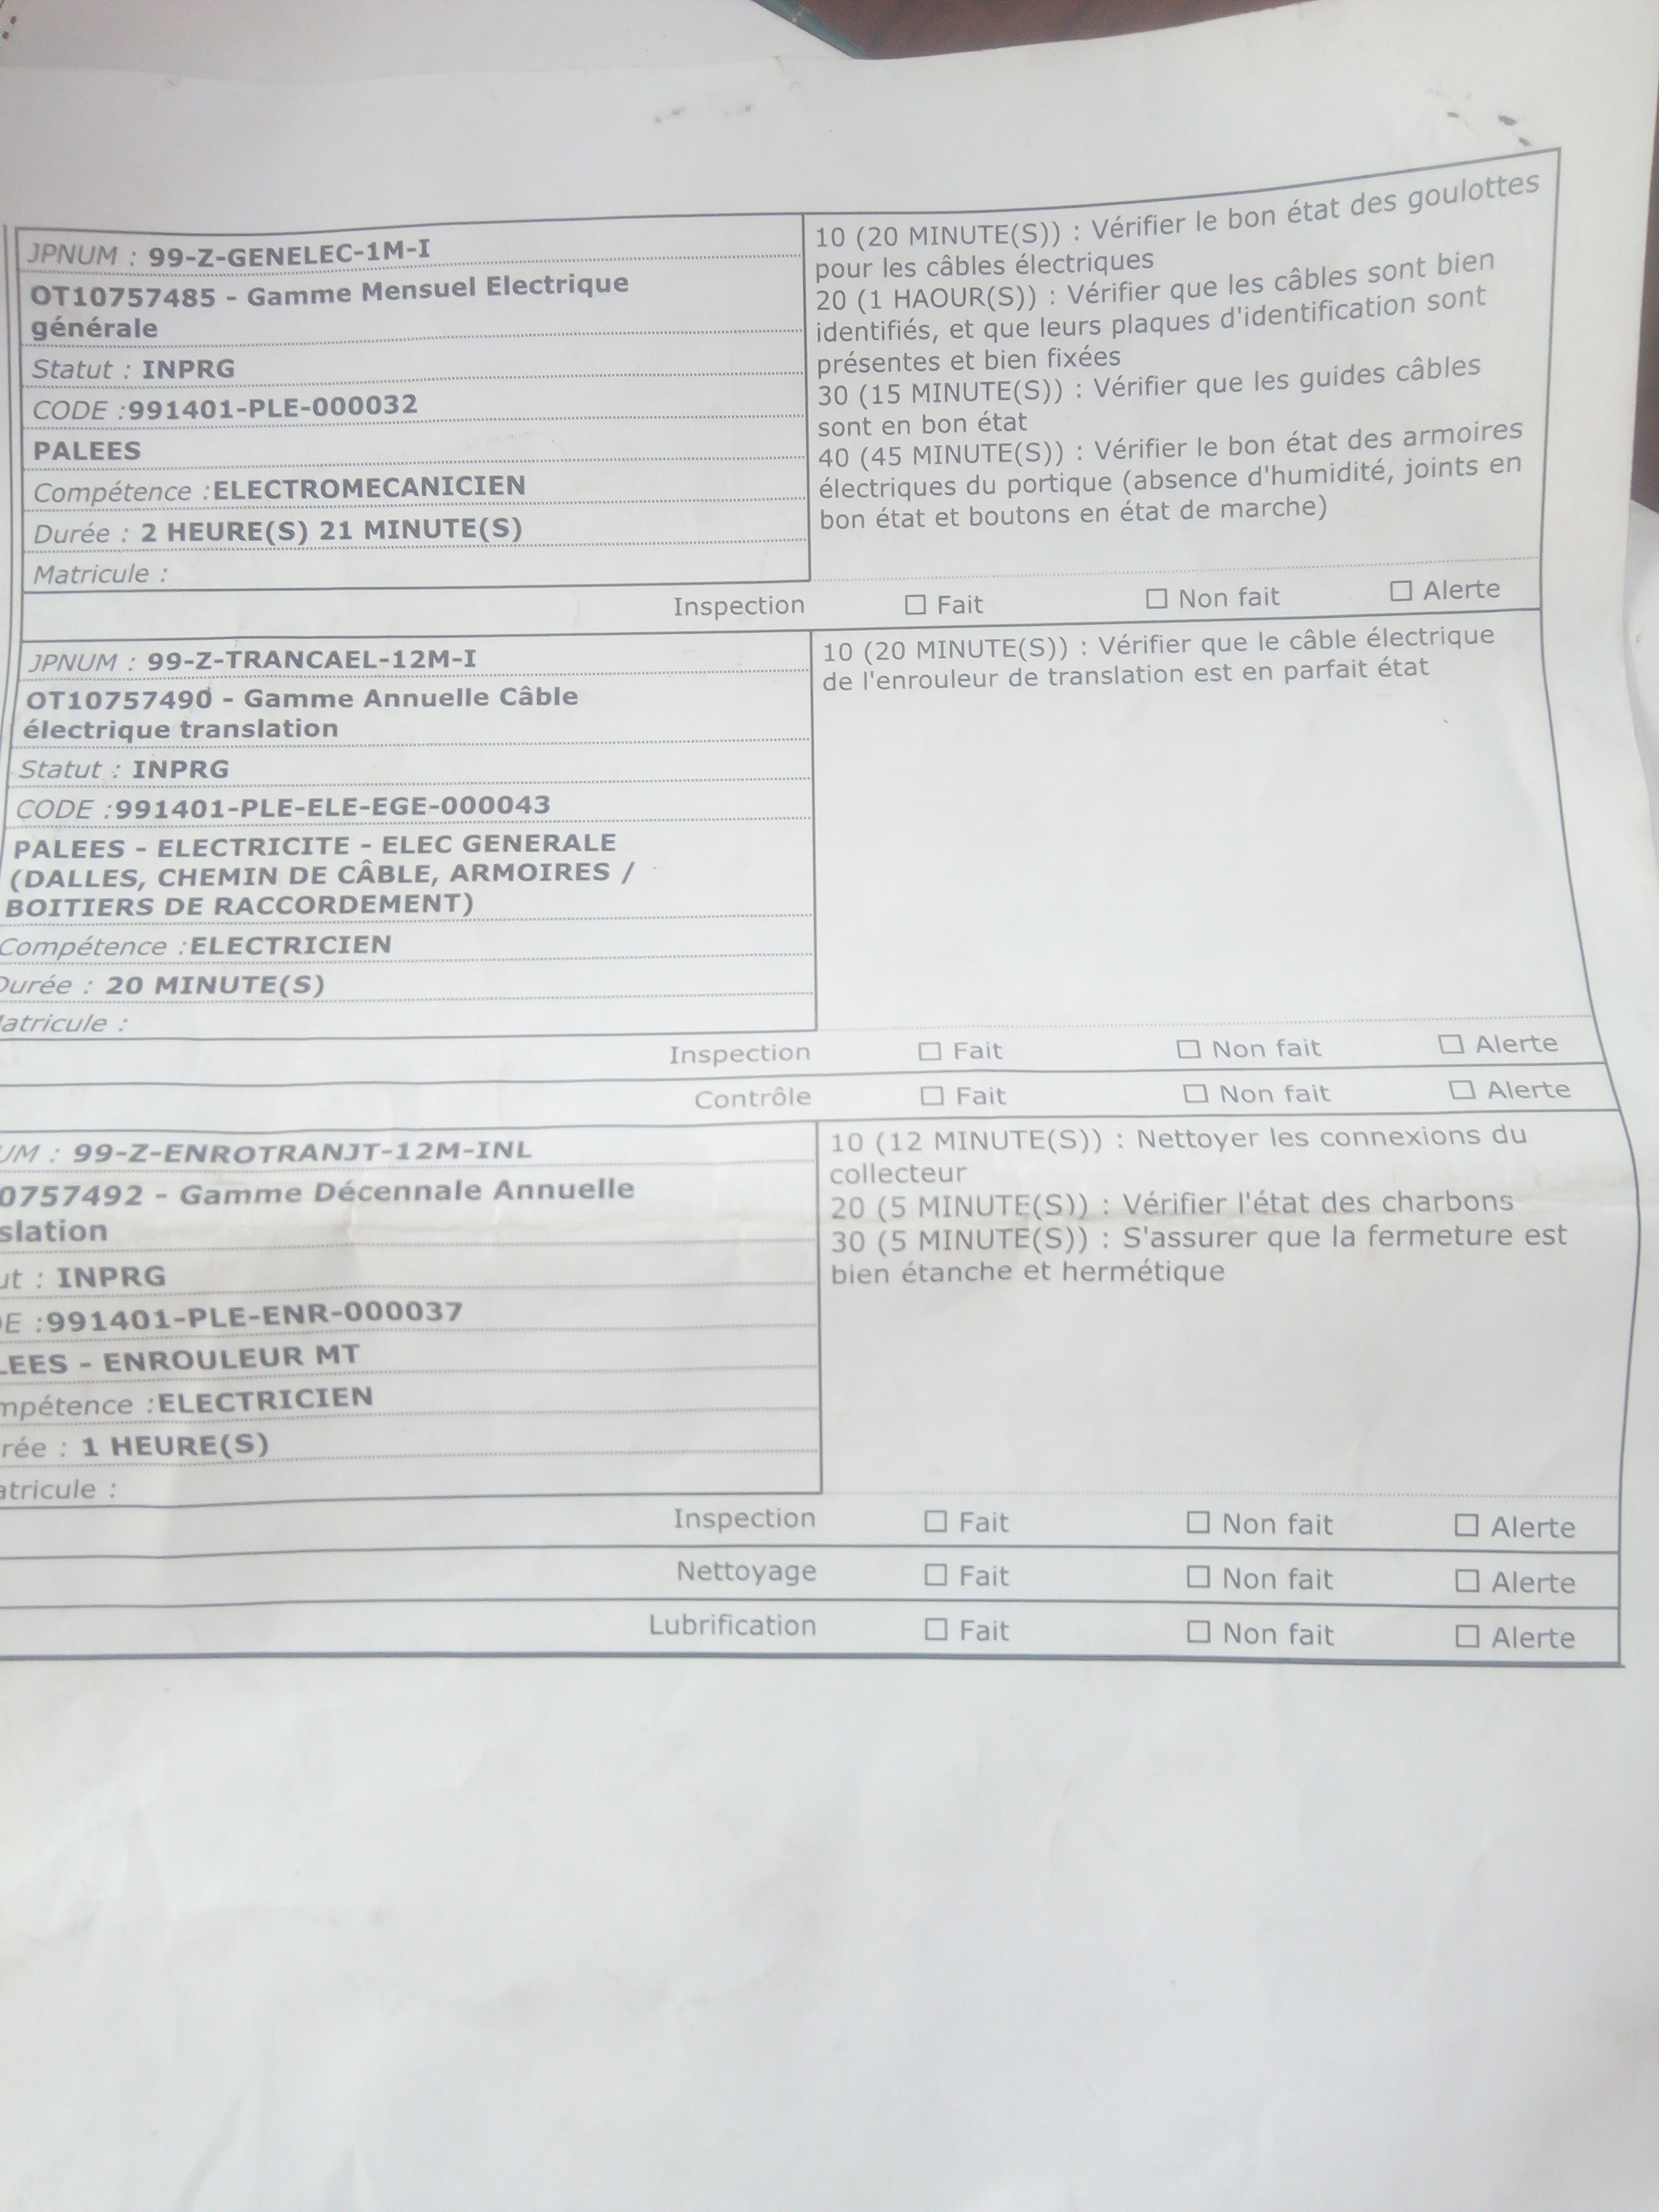 JPNUM : 99-Z-GENELEC-1M-I
OT10757485 - Gamme Mensuel Electrique
générale
Statut : INPRG
CODE :991401-PLE-000032
PALEES
Compétence :ELECTROMECANICIEN
Durée : 2 HEURE(S) 21 MINUTE(S)
Matricule :
10 (20 MINUTE(S)) : Vérifier le bon état des goulottes
pour les câbles électriques
20 (1 HAOUR(S)) : Vérifier que les câbles sont bien
identifiés, et que leurs plaques d'identification sont
présentes et bien fixées
30 (15 MINUTE(S)) : Vérifier que les guides câbles
sont en bon état
40 (45 MINUTE(S)) : Vérifier le bon état des armoires
électriques du portique (absence d'humidité, joints en
bon état et boutons en état de marche)
Inspection ☐ Fait ☐ Non fait ☐ Alerte
JPNUM : 99-Z-TRANCAEL-12M-I
OT10757490 - Gamme Annuelle Câble
électrique translation
Statut : INPRG
CODE :991401-PLE-ELE-EGE-000043
PALEES - ELECTRICITE - ELEC GENERALE
(DALLES, CHEMIN DE CÂBLE, ARMOIRES /
BOITIERS DE RACCORDEMENT)
Compétence :ELECTRICIEN
Durée : 20 MINUTE(S)
atricule :
10 (20 MINUTE(S)) : Vérifier que le câble électrique
de l'enrouleur de translation est en parfait état
Inspection ☐ Fait ☐ Non fait ☐ Alerte
Contrôle ☐ Fait ☐ Non fait ☐ Alerte
UM : 99-Z-ENROTRANJT-12M-INL
0757492 - Gamme Décennale Annuelle
slation
ut : INPRG
E :991401-PLE-ENR-000037
LEES - ENROULEUR MT
mpétence :ELECTRICIEN
rée : 1 HEURE(S)
atricule :
10 (12 MINUTE(S)) : Nettoyer les connexions du
collecteur
20 (5 MINUTE(S)) : Vérifier l'état des charbons
30 (5 MINUTE(S)) : S'assurer que la fermeture est
bien étanche et hermétique
Inspection ☐ Fait ☐ Non fait ☐ Alerte
Nettoyage ☐ Fait ☐ Non fait ☐ Alerte
Lubrification ☐ Fait ☐ Non fait ☐ Alerte